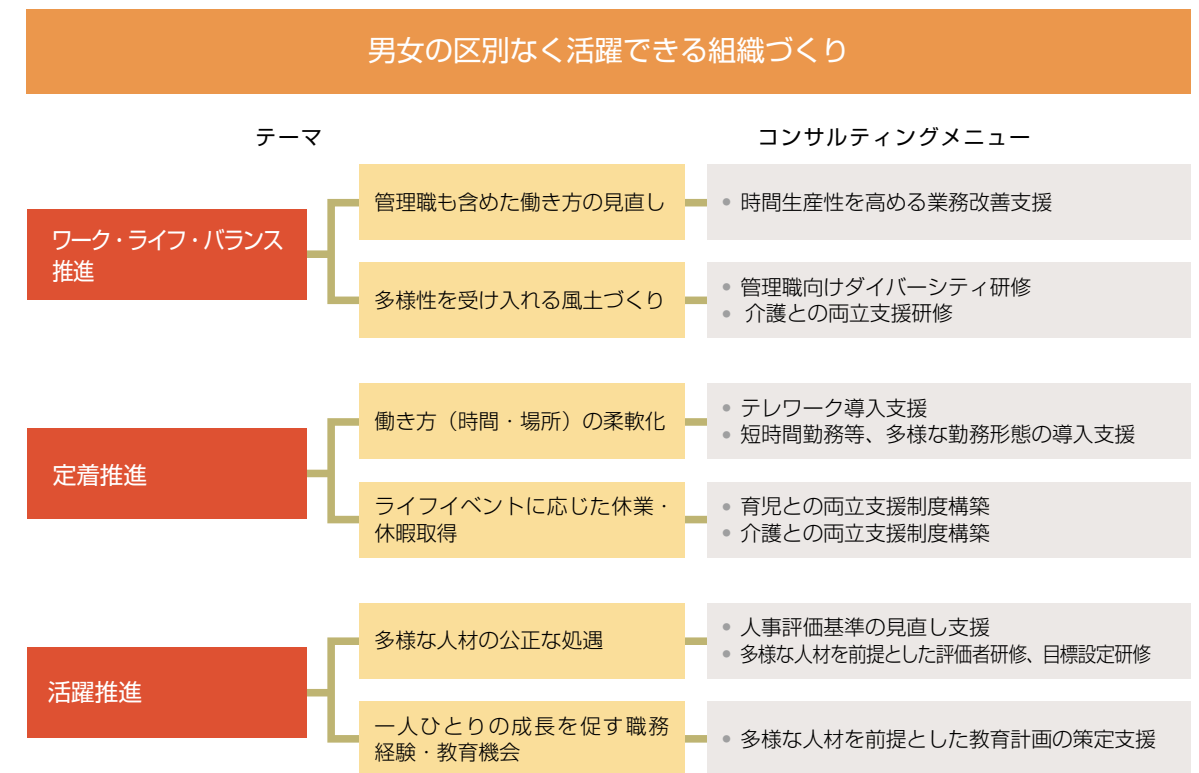 男女の区別なく活躍できる組織づくり
テーマ
コンサルティングメニュー
ワーク・ライフ・バランス
推進
管理職も含めた働き方の見直し
• 時間生産性を高める業務改善支援
多様性を受け入れる風土づくり
• 管理職向けダイバーシティ研修
• 介護との両立支援研修
定着推進
働き方（時間・場所）の柔軟化
• テレワーク導入支援
• 短時間勤務等、多様な勤務形態の導入支援
ライフイベントに応じた休業・
休暇取得
• 育児との両立支援制度構築
• 介護との両立支援制度構築
活躍推進
多様な人材の公正な処遇
• 人事評価基準の見直し支援
• 多様な人材を前提とした評価者研修、目標設定研修
一人ひとりの成長を促す職務
経験・教育機会
• 多様な人材を前提とした教育計画の策定支援